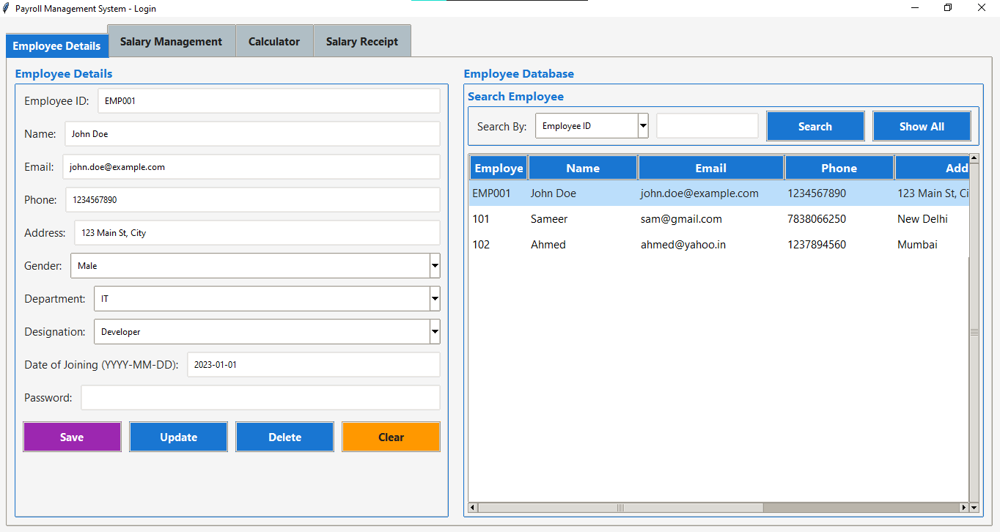 Payroll Management System - Login
Employee Details Salary Management Calculator Salary Receipt
Employee Details
Employee ID: EMP001
Name: John Doe
Email: john.doe@example.com
Phone: 1234567890
Address: 123 Main St, City
Gender: Male
Department: IT
Designation: Developer
Date of Joining (YYYY-MM-DD): 2023-01-01
Password:
Save Update Delete Clear
Employee Database
Search Employee
Search By: Employee ID Search Show All
Employe Name Email Phone Add
EMP001 John Doe john.doe@example.com 1234567890 123 Main St, Ci
101 Sameer sam@gmail.com 7838066250 New Delhi
102 Ahmed ahmed@yahoo.in 1237894560 Mumbai